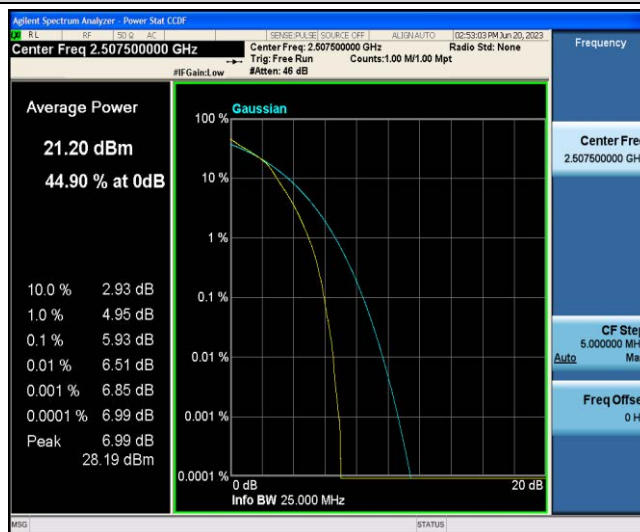 Agilent Spectrum Analyzer - Power Stat CCDF
RL RF 50 Ω AC SENSE:PULSE SOURCE OFF ALIGN AUTO 02:53:03 PM Jun 20, 2023
Center Freq 2.507500000 GHz
Center Freq: 2.507500000 GHz Radio Std: None
Trig: Free Run Counts:1.00 M/1.00 Mpt
#IFGain:Low #Atten: 46 dB
Frequency
Average Power
21.20 dBm
44.90 % at 0dB
10.0 % 2.93 dB
1.0 % 4.95 dB
0.1 % 5.93 dB
0.01 % 6.51 dB
0.001 % 6.85 dB
0.0001 % 6.99 dB
Peak 6.99 dB
28.19 dBm
Gaussian
100 %
10 %
1 %
0.1 %
0.01 %
0.001 %
0.0001 %
0 dB 20 dB
Info BW 25.000 MHz
Center Fre
2.507500000 GH
CF Ste
5.000000 MH
Auto Ma
Freq Offse
0 H
MSG STATUS